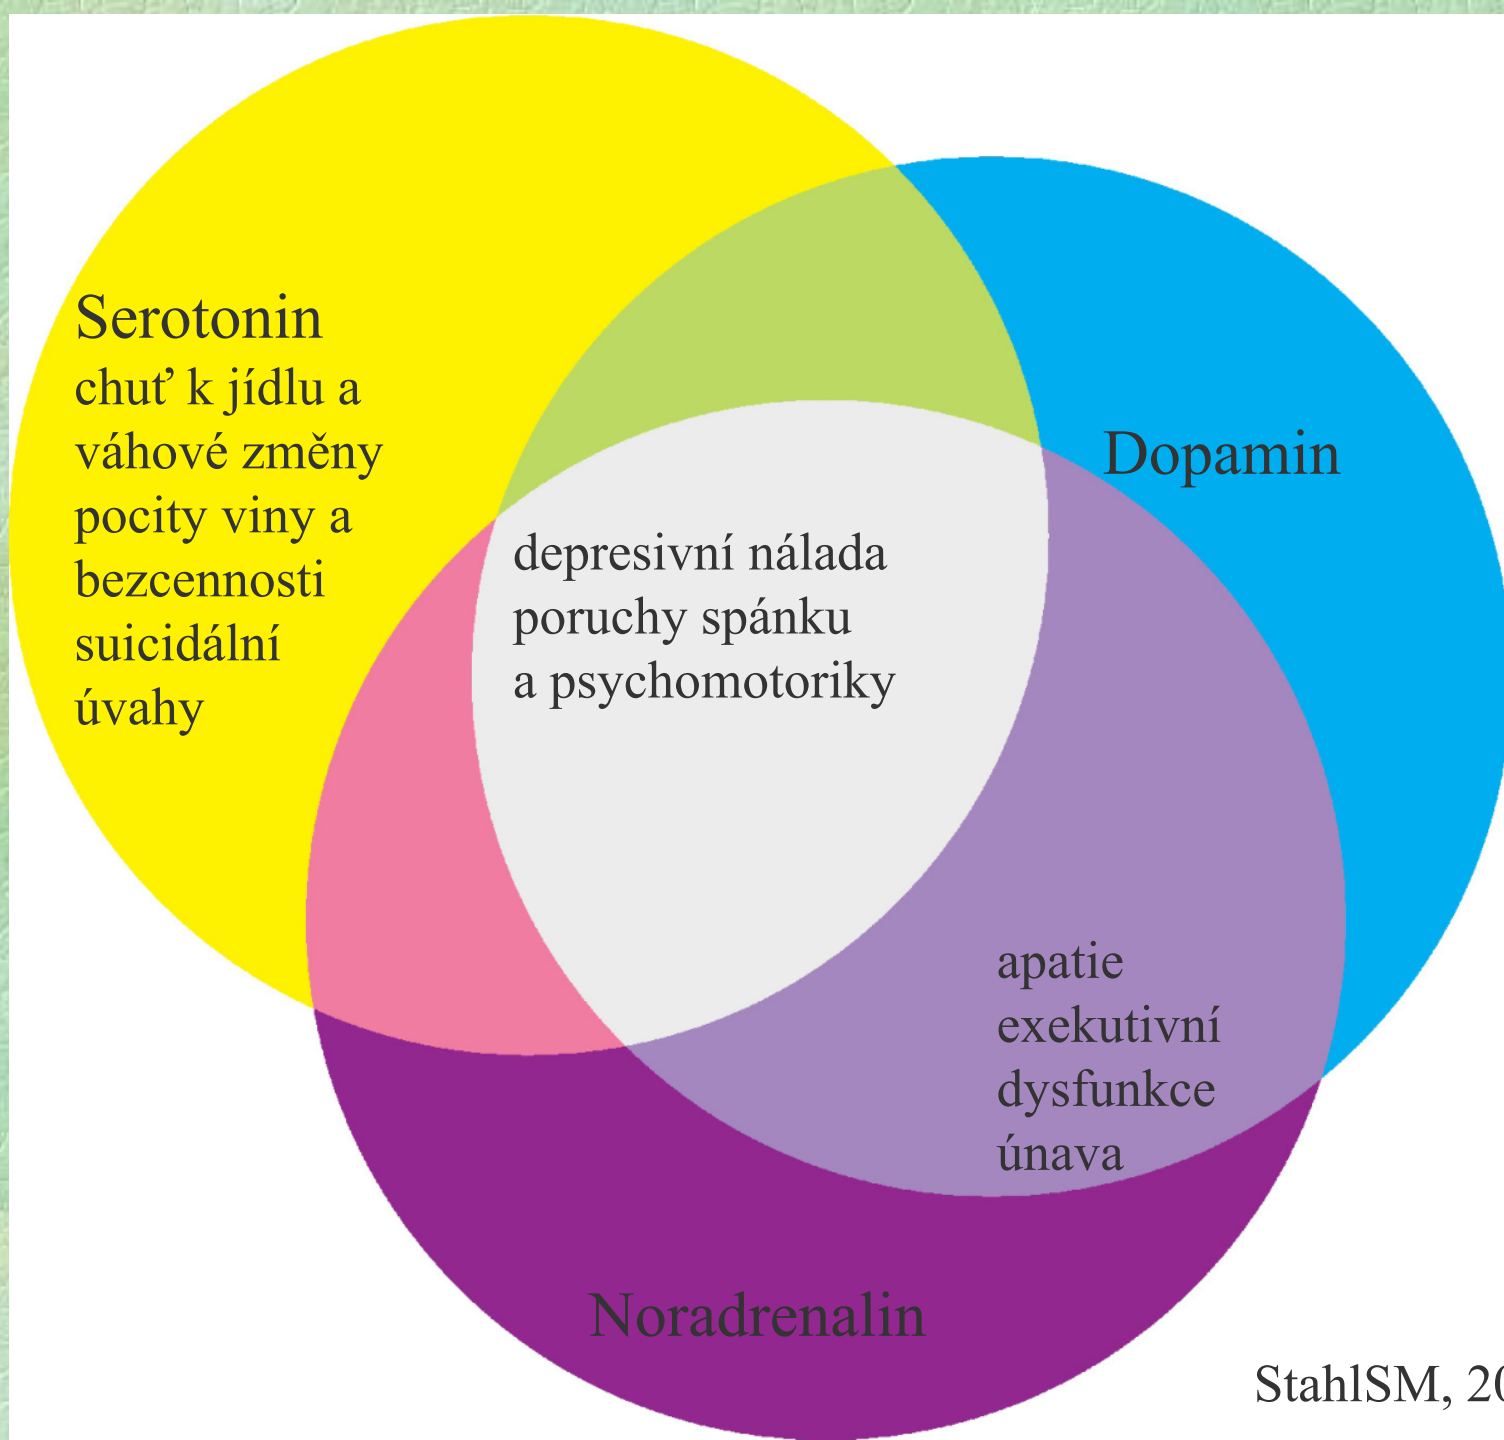 Serotonin
chuť k jídlu a
váhové změny
pocity viny a
bezcennosti
suicidální
úvahy
Dopamin
depresivní nálada
poruchy spánku
a psychomotoriky
apatie
exekutivní
dysfunkce
únava
Noradrenalin
StahlSM,